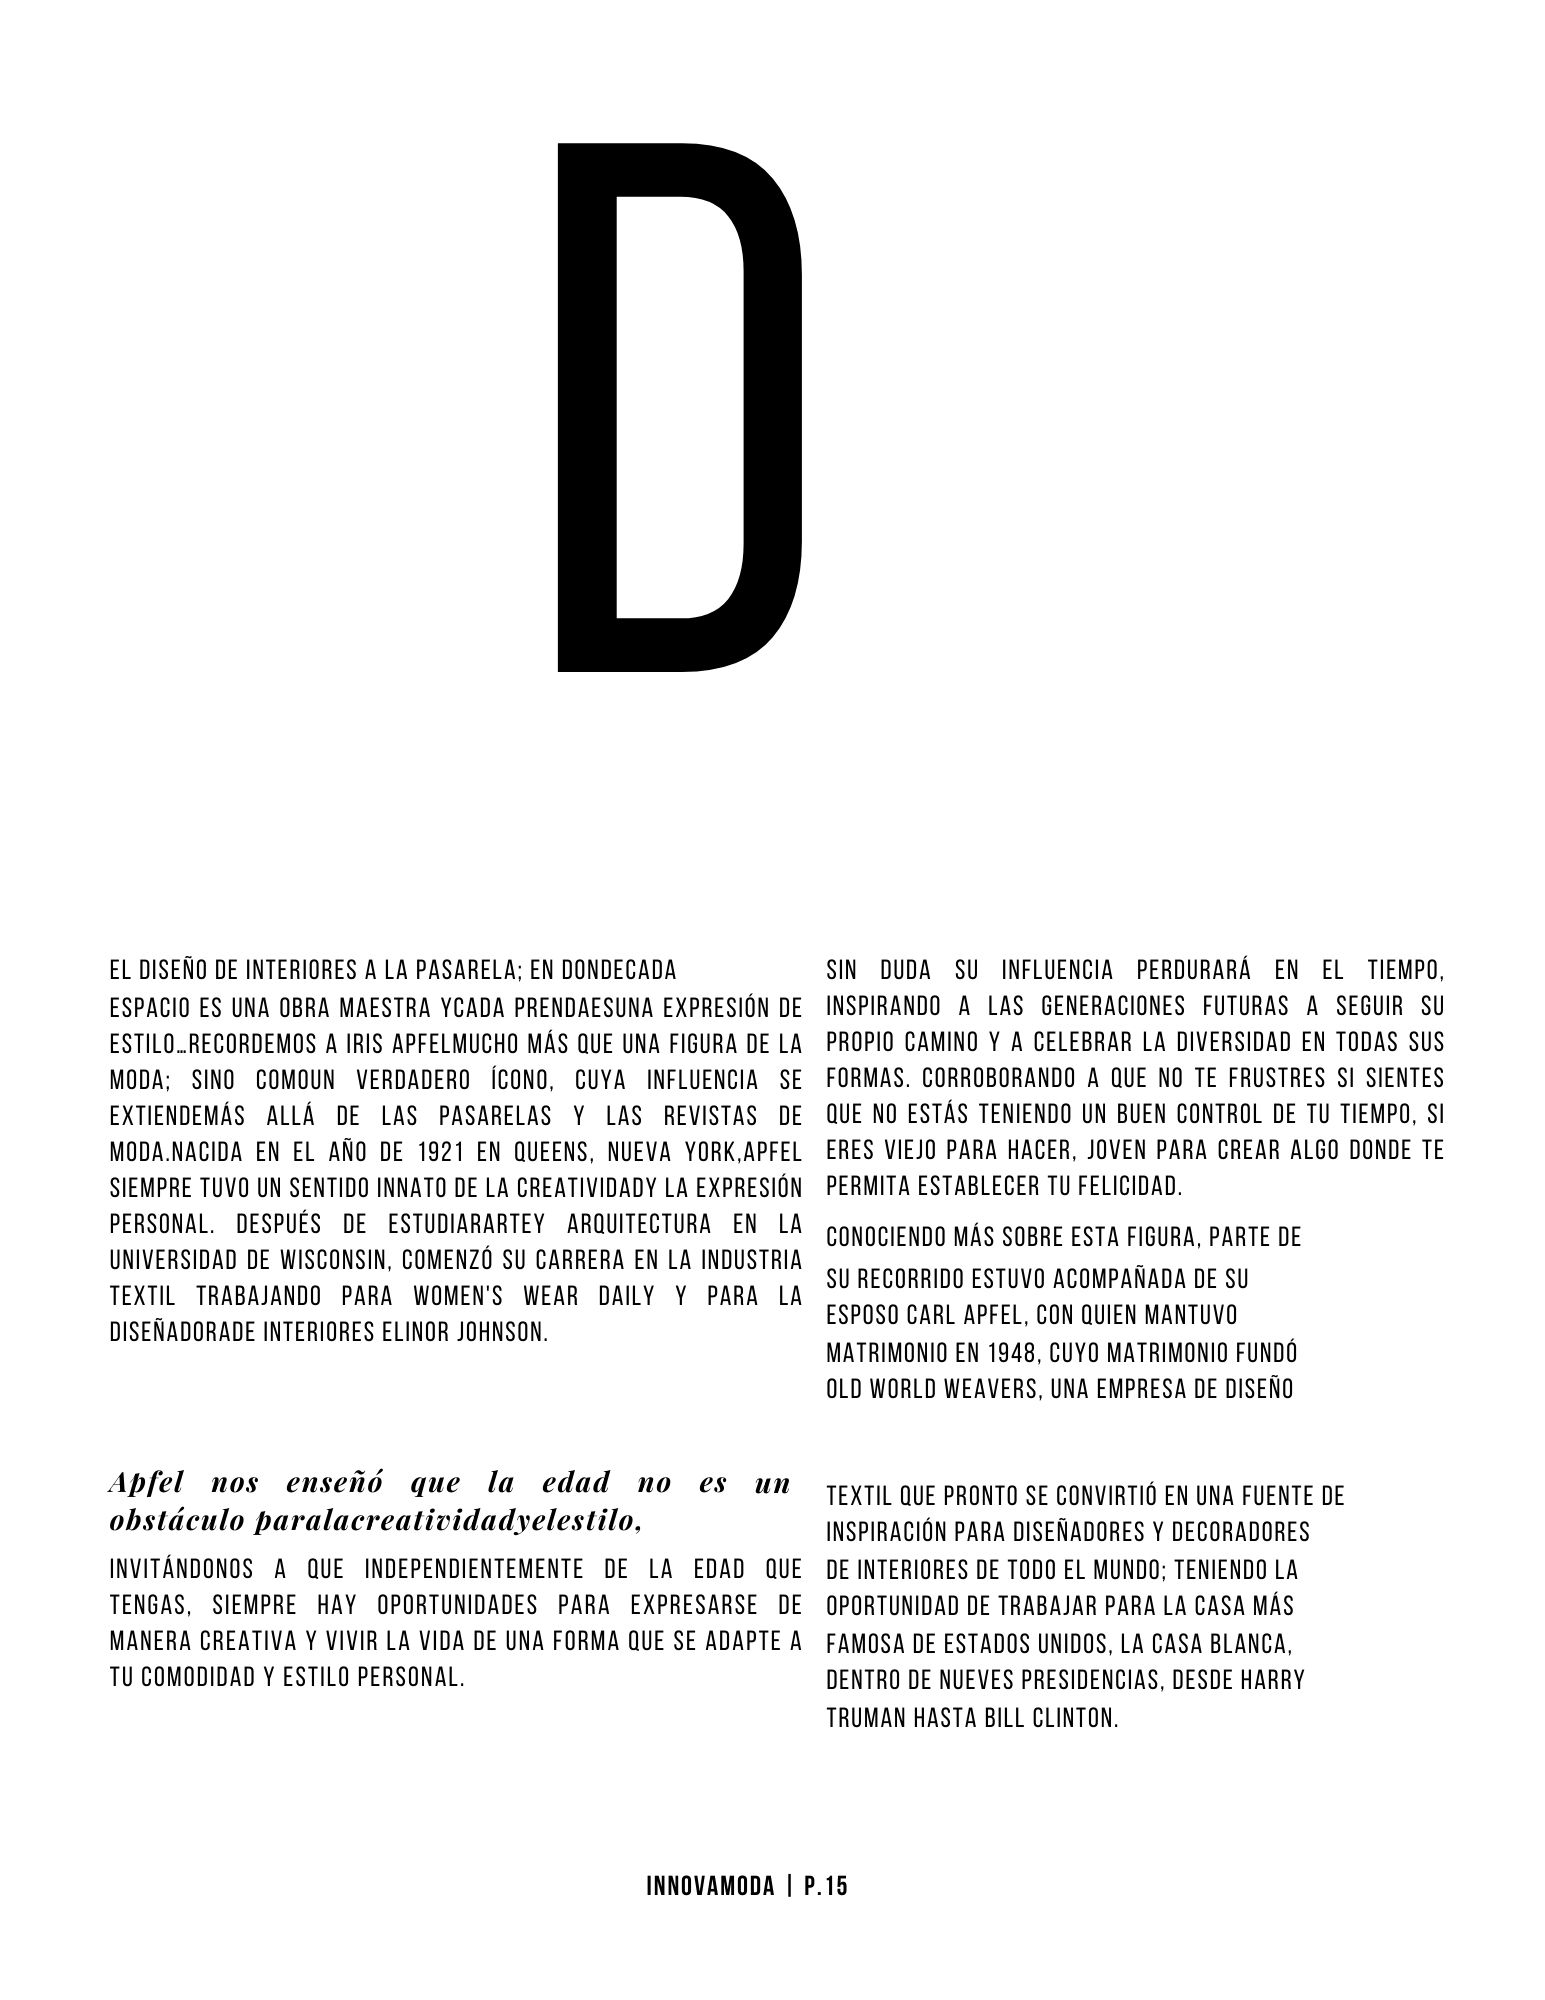 D
EL DISEÑO DE INTERIORES A LA PASARELA; EN DONDECADA
ESPACIO ES UNA OBRA MAESTRA YCADA PRENDAESUNA EXPRESIÓN DE
ESTILO…RECORDEMOS A IRIS APFELMUCHO MÁS QUE UNA FIGURA DE LA
MODA; SINO COMOUN VERDADERO ÍCONO, CUYA INFLUENCIA SE
EXTIENDEMÁS ALLÁ DE LAS PASARELAS Y LAS REVISTAS DE
MODA.NACIDA EN EL AÑO DE 1921 EN QUEENS, NUEVA YORK,APFEL
SIEMPRE TUVO UN SENTIDO INNATO DE LA CREATIVIDADY LA EXPRESIÓN
PERSONAL. DESPUÉS DE ESTUDIARARTEY ARQUITECTURA EN LA
UNIVERSIDAD DE WISCONSIN, COMENZÓ SU CARRERA EN LA INDUSTRIA
TEXTIL TRABAJANDO PARA WOMEN'S WEAR DAILY Y PARA LA
DISEÑADORADE INTERIORES ELINOR JOHNSON.
Apfel nos enseñó que la edad no es un
obstáculo paralacreatividadyelestilo,
INVITÁNDONOS A QUE INDEPENDIENTEMENTE DE LA EDAD QUE
TENGAS, SIEMPRE HAY OPORTUNIDADES PARA EXPRESARSE DE
MANERA CREATIVA Y VIVIR LA VIDA DE UNA FORMA QUE SE ADAPTE A
TU COMODIDAD Y ESTILO PERSONAL.
SIN DUDA SU INFLUENCIA PERDURARÁ EN EL TIEMPO,
INSPIRANDO A LAS GENERACIONES FUTURAS A SEGUIR SU
PROPIO CAMINO Y A CELEBRAR LA DIVERSIDAD EN TODAS SUS
FORMAS. CORROBORANDO A QUE NO TE FRUSTRES SI SIENTES
QUE NO ESTÁS TENIENDO UN BUEN CONTROL DE TU TIEMPO, SI
ERES VIEJO PARA HACER, JOVEN PARA CREAR ALGO DONDE TE
PERMITA ESTABLECER TU FELICIDAD.
CONOCIENDO MÁS SOBRE ESTA FIGURA, PARTE DE
SU RECORRIDO ESTUVO ACOMPAÑADA DE SU
ESPOSO CARL APFEL, CON QUIEN MANTUVO
MATRIMONIO EN 1948, CUYO MATRIMONIO FUNDÓ
OLD WORLD WEAVERS, UNA EMPRESA DE DISEÑO
TEXTIL QUE PRONTO SE CONVIRTIÓ EN UNA FUENTE DE
INSPIRACIÓN PARA DISEÑADORES Y DECORADORES
DE INTERIORES DE TODO EL MUNDO; TENIENDO LA
OPORTUNIDAD DE TRABAJAR PARA LA CASA MÁS
FAMOSA DE ESTADOS UNIDOS, LA CASA BLANCA,
DENTRO DE NUEVES PRESIDENCIAS, DESDE HARRY
TRUMAN HASTA BILL CLINTON.
INNOVAMODA | P.15